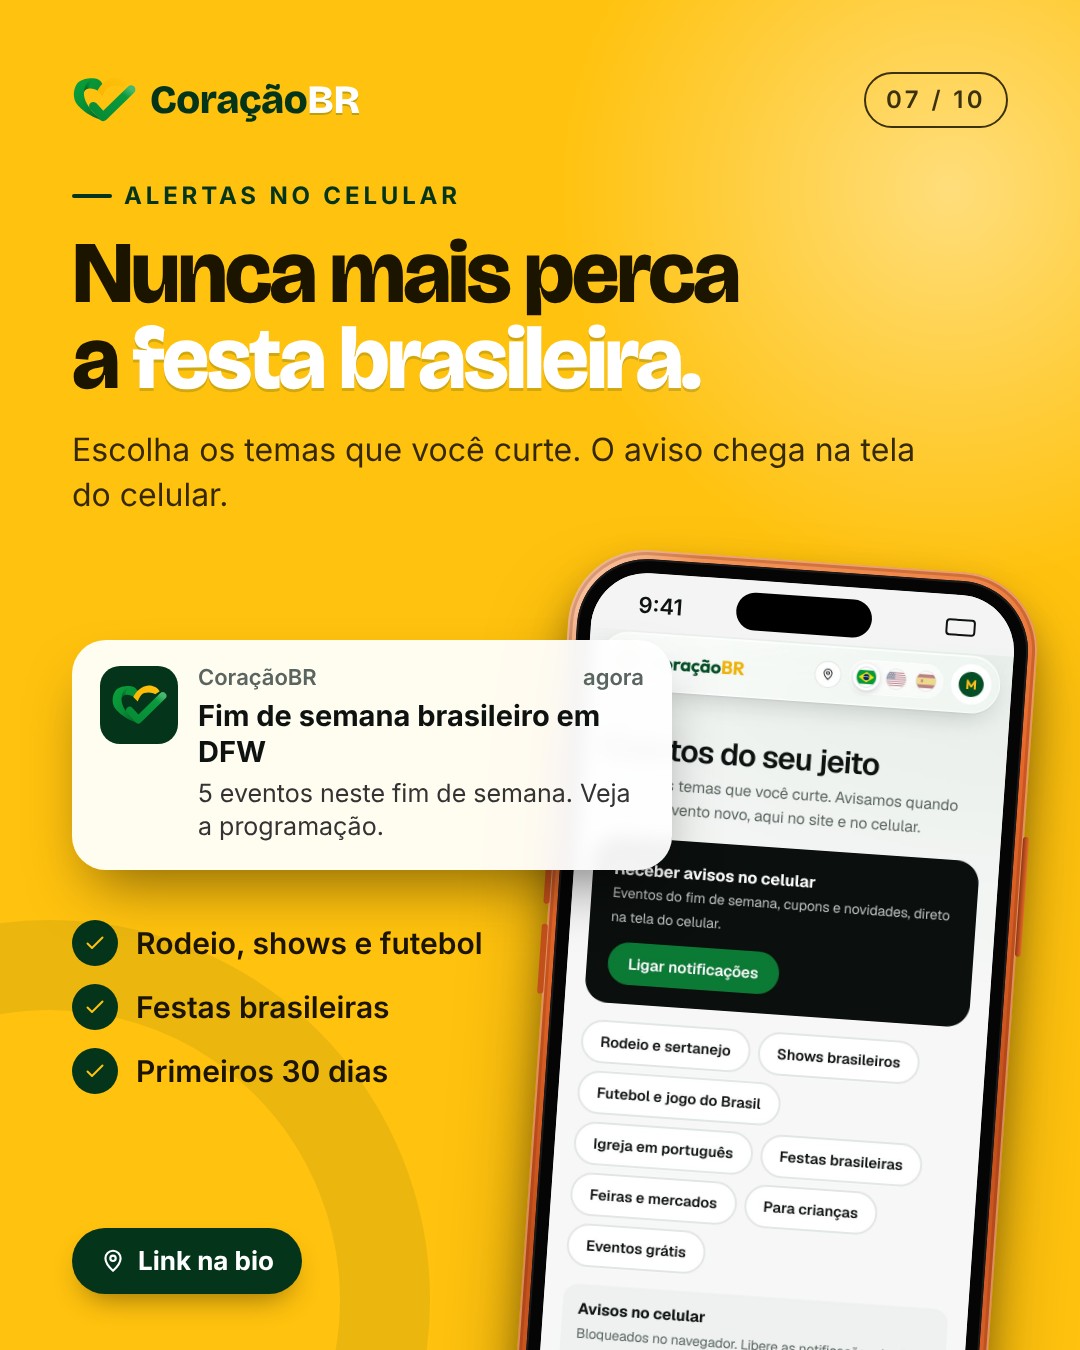 CoraçãoBR
07 / 10
ALERTAS NO CELULAR
Nunca mais perca
a festa brasileira.
Escolha os temas que você curte. O aviso chega na tela
do celular.
9:41
CoraçãoBR
agora
Fim de semana brasileiro em
DFW
5 eventos neste fim de semana. Veja
a programação.
M
do seu jeito
temas que você curte. Avisamos quando
novo, aqui no site e no celular.
Receber avisos no celular
Eventos do fim de semana, cupons e novidades, direto
na tela do celular.
Ligar notificações
Rodeio e sertanejo
Shows brasileiros
Futebol e jogo do Brasil
Igreja em português
Festas brasileiras
Feiras e mercados
Para crianças
Eventos grátis
Avisos no celular
Bloqueados no navegador. Libere as
Rodeio, shows e futebol
Festas brasileiras
Primeiros 30 dias
Link na bio